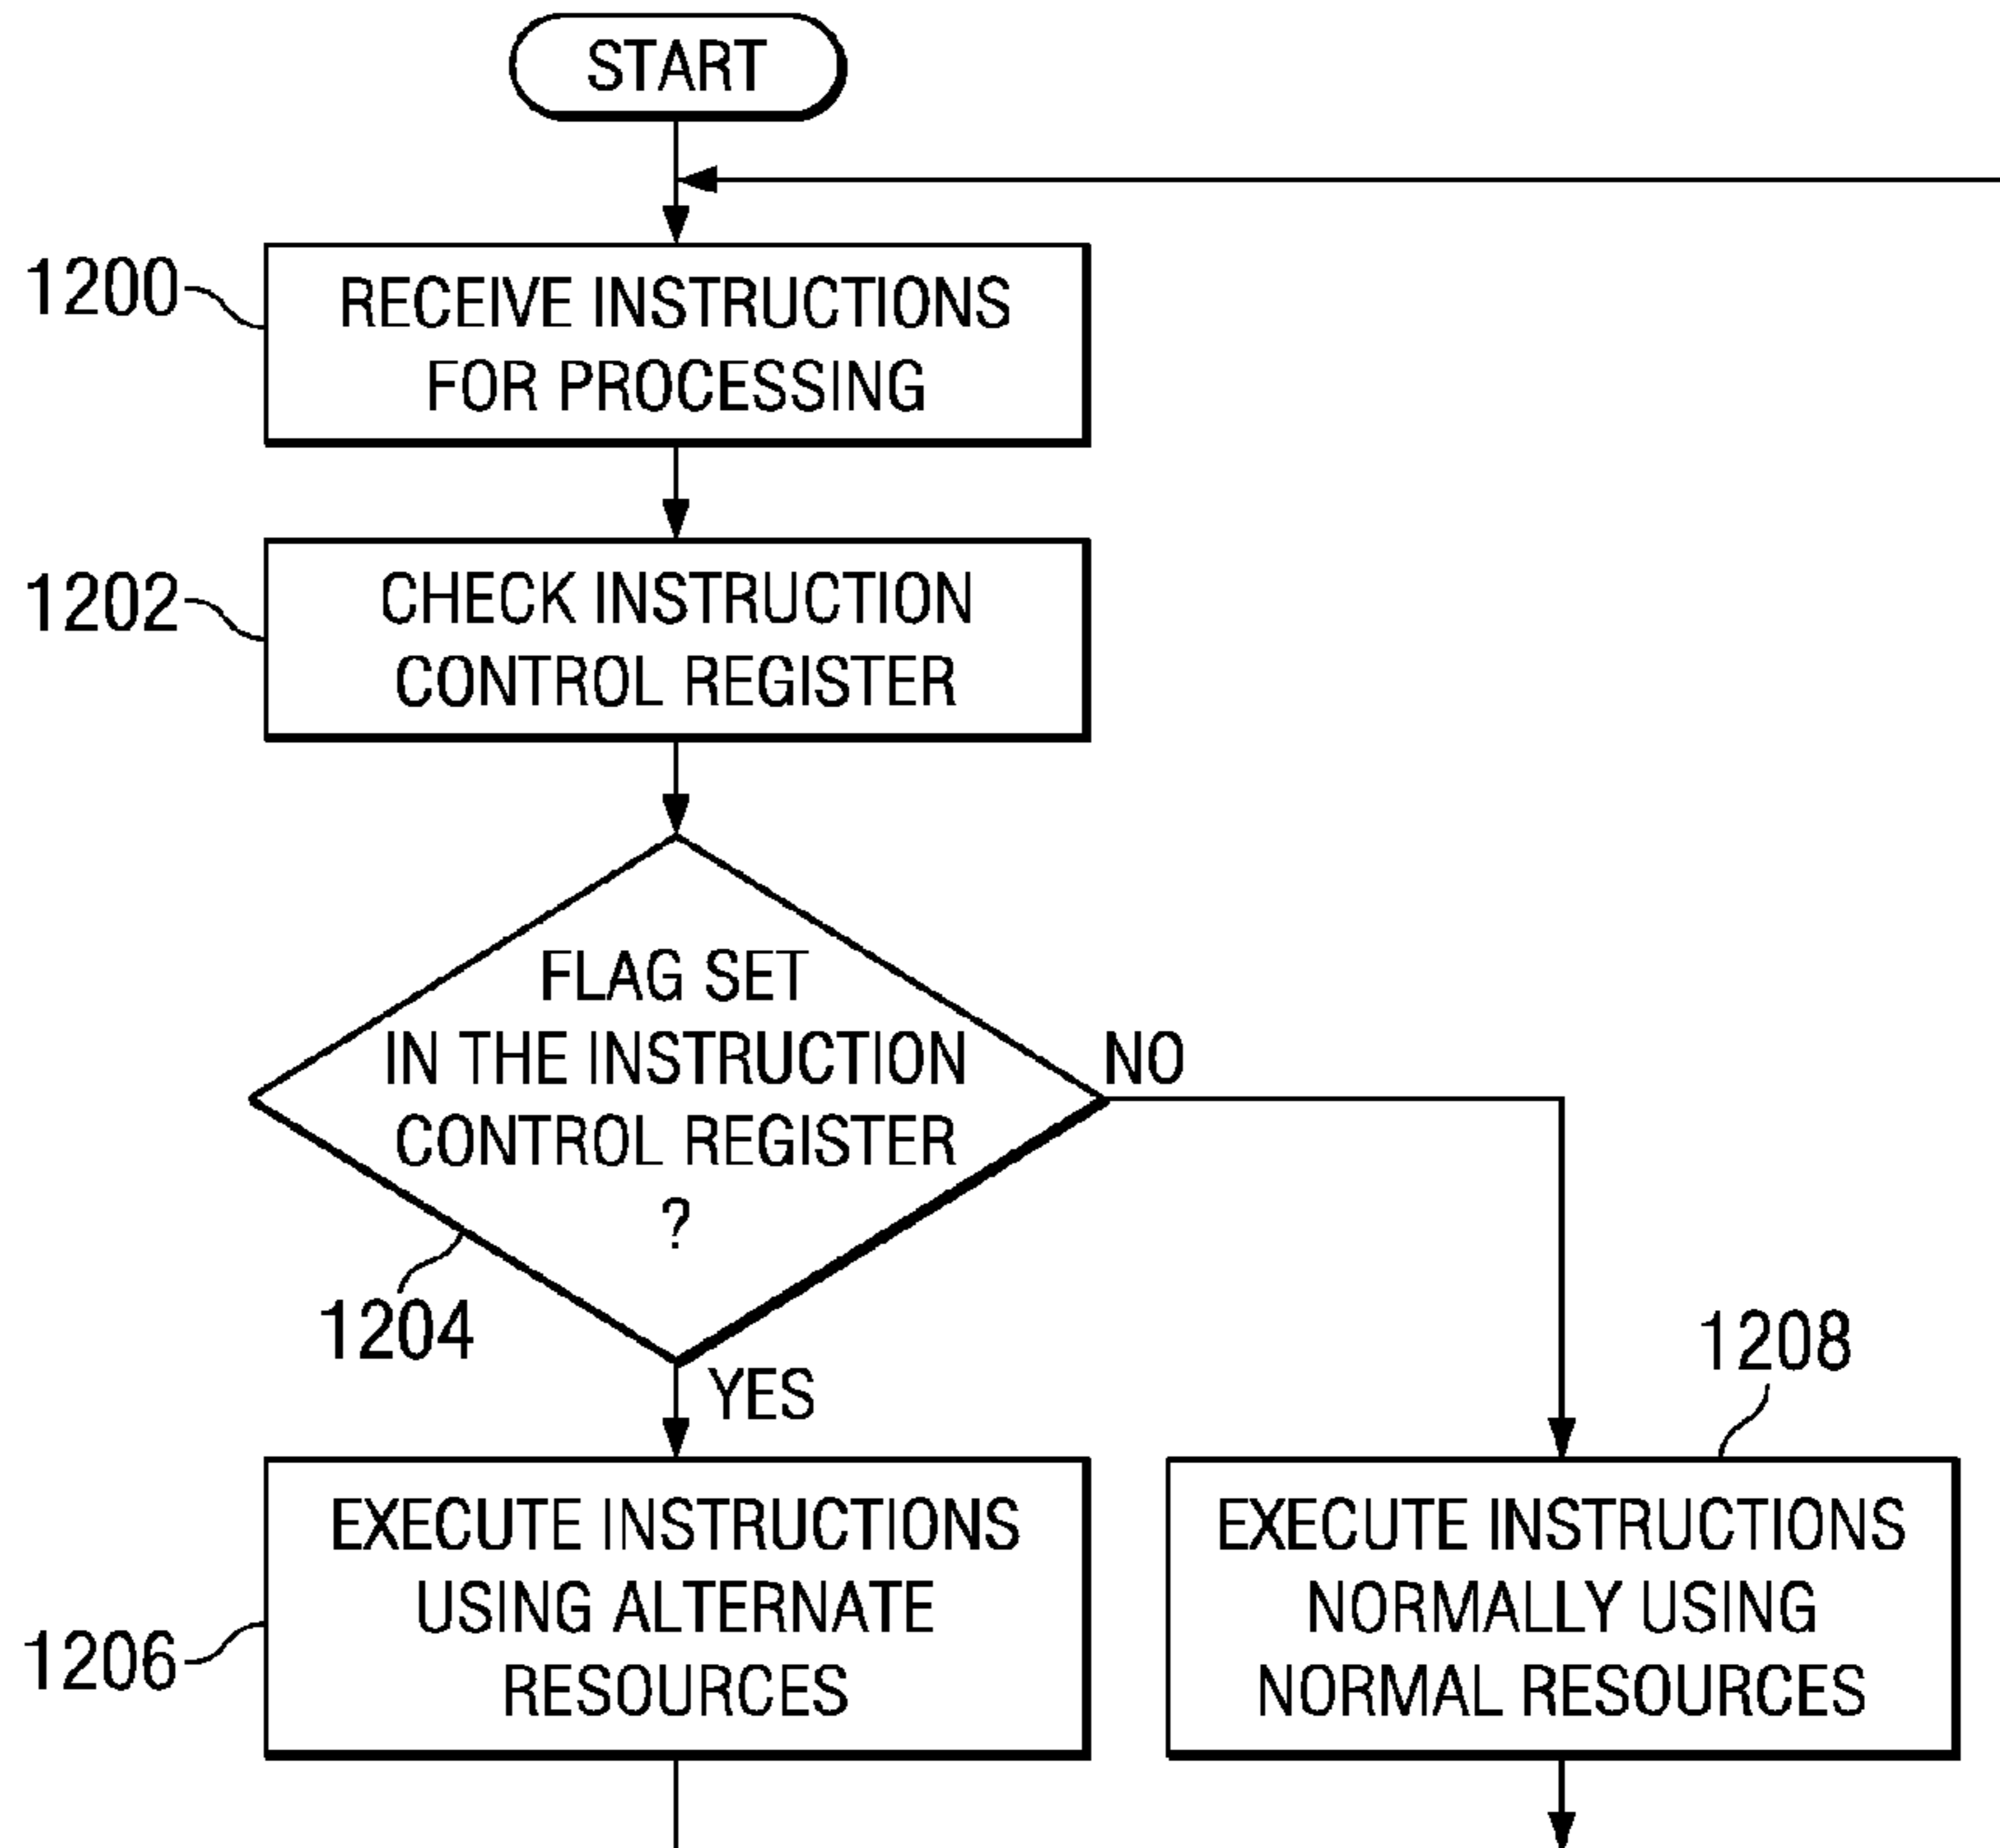 START
1200
RECEIVE INSTRUCTIONS
FOR PROCESSING
1202
CHECK INSTRUCTION
CONTROL REGISTER
FLAG SET
IN THE INSTRUCTION
CONTROL REGISTER
?
NO
1204
YES
1208
EXECUTE INSTRUCTIONS
USING ALTERNATE
RESOURCES
1206
EXECUTE INSTRUCTIONS
NORMALLY USING
NORMAL RESOURCES